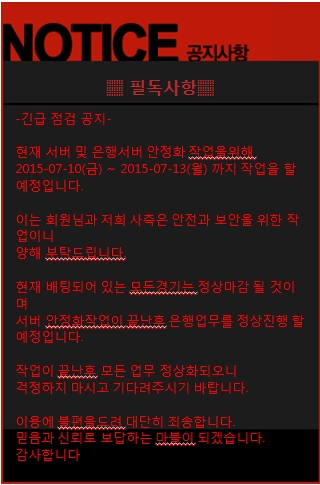 NOTICE 공지사항
▒ 필독사항▒
-긴급 점검 공지-
현재 서버 및 은행서버 안정화 작업을위해
2015-07-10(금) ~ 2015-07-13(월) 까지 작업을 할
예정입니다.
이는 회원님과 저희 사측은 안전과 보안을 위한 작
업이니
양해 부탁드립니다
현재 배팅되어 있는 모든경기는 정상마감 될 것이
며
서버 안정화작업이 끝난후 은행업무를 정상진행 할
예정입니다.
작업이 끝난후 모든 업무 정상화되오니
걱정하지 마시고 기다려주시기 바랍니다.
이용에 불편을드려 대단히 죄송합니다.
믿음과 신뢰로 보답하는 마블이 되겠습니다.
감사합니다